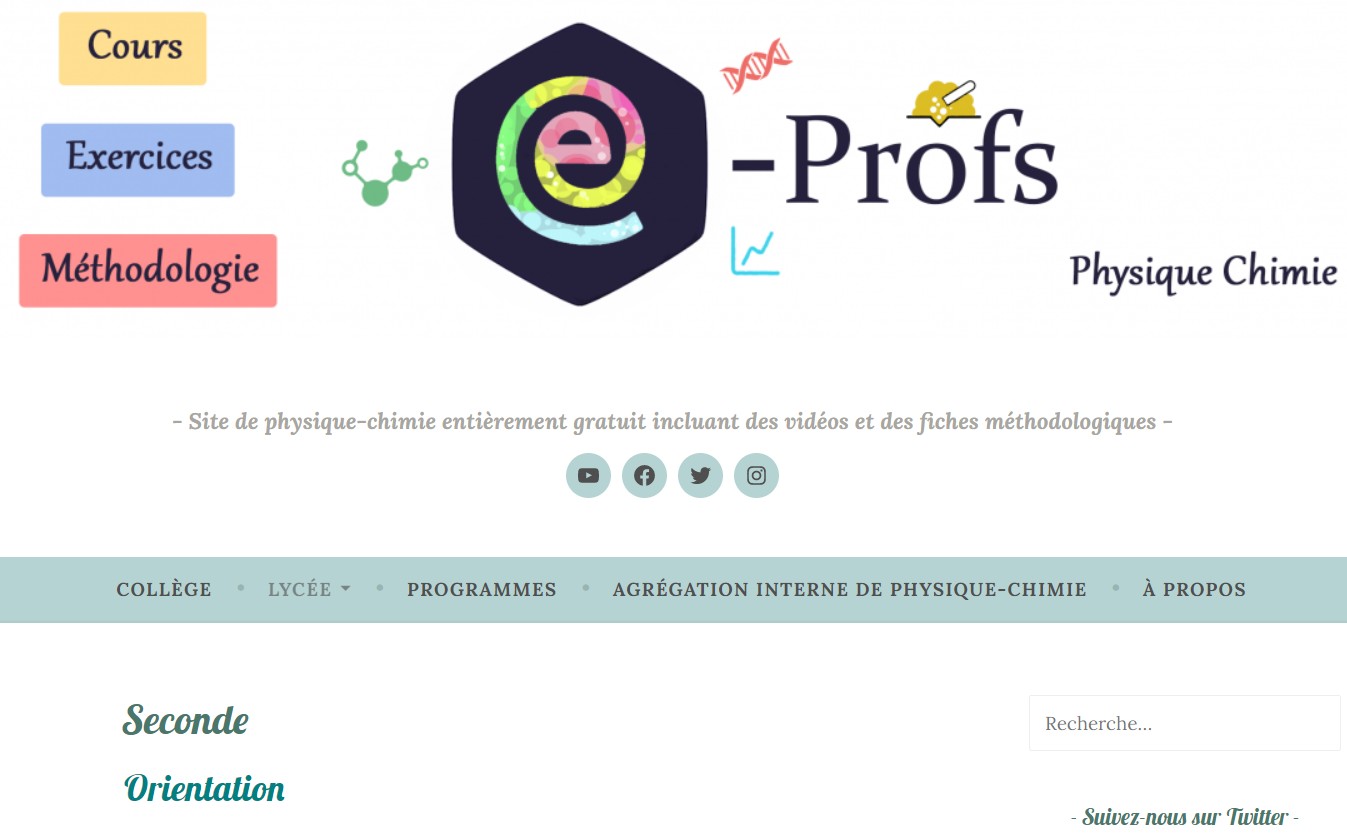 Cours
Exercices
Méthodologie
e
-Profs
Physique Chimie
- Site de physique-chimie entièrement gratuit incluant des vidéos et des fiches méthodologiques -
COLLÈGE • LYCÉE • PROGRAMMES • AGRÉGATION INTERNE DE PHYSIQUE-CHIMIE • À PROPOS
Seconde
Recherche...
Orientation
- Suivez-nous sur Twitter -